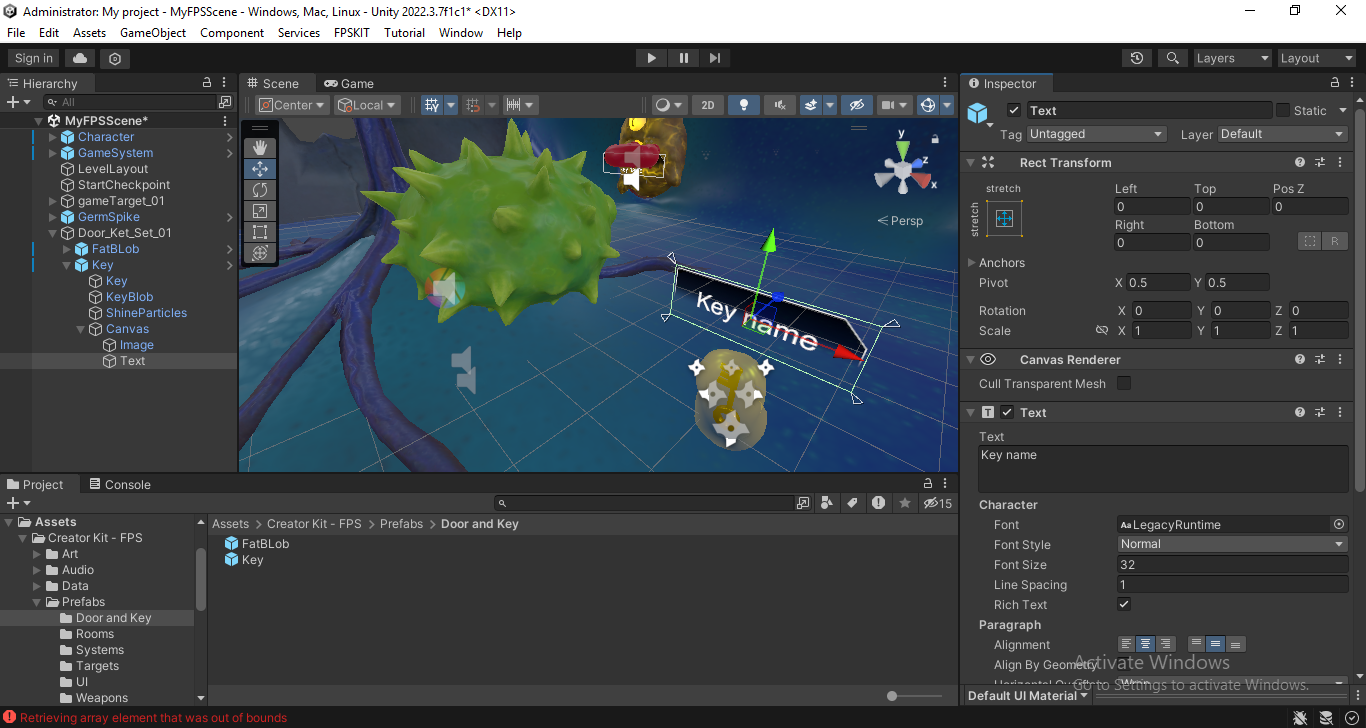 Administrator: My project - MyFPSScene - Windows, Mac, Linux - Unity 2022.3.7f1c1* <DX11>
File Edit Assets GameObject Component Services FPSKIT Tutorial Window Help
Sign in
Layers
Layout
Hierarchy
All
MyFPSScene*
Character
GameSystem
LevelLayout
StartCheckpoint
gameTarget_01
GermSpike
Door_Ket_Set_01
FatBLob
Key
Key
KeyBlob
ShineParticles
Canvas
Image
Text
Scene
Game
Center
Local
2D
y
z
x
Persp
Key name
Inspector
Text
Static
Tag Untagged
Layer Default
Rect Transform
stretch
stretch
Left Top Pos Z
0 0 0
Right Bottom
0 0
R
Anchors
Pivot X 0.5 Y 0.5
Rotation X 0 Y 0 Z 0
Scale X 1 Y 1 Z 1
Canvas Renderer
Cull Transparent Mesh
T Text
Text
Key name
Character
Font Aa LegacyRuntime
Font Style Normal
Font Size 32
Line Spacing 1
Rich Text
Paragraph
Alignment
Align By Geometry
Activate Windows
Go to Settings to activate Windows.
Default UI Material
Project
Console
15
Assets
Creator Kit - FPS
Art
Audio
Data
Prefabs
Door and Key
Rooms
Systems
Targets
UI
Weapons
Assets > Creator Kit - FPS > Prefabs > Door and Key
FatBLob
Key
Retrieving array element that was out of bounds